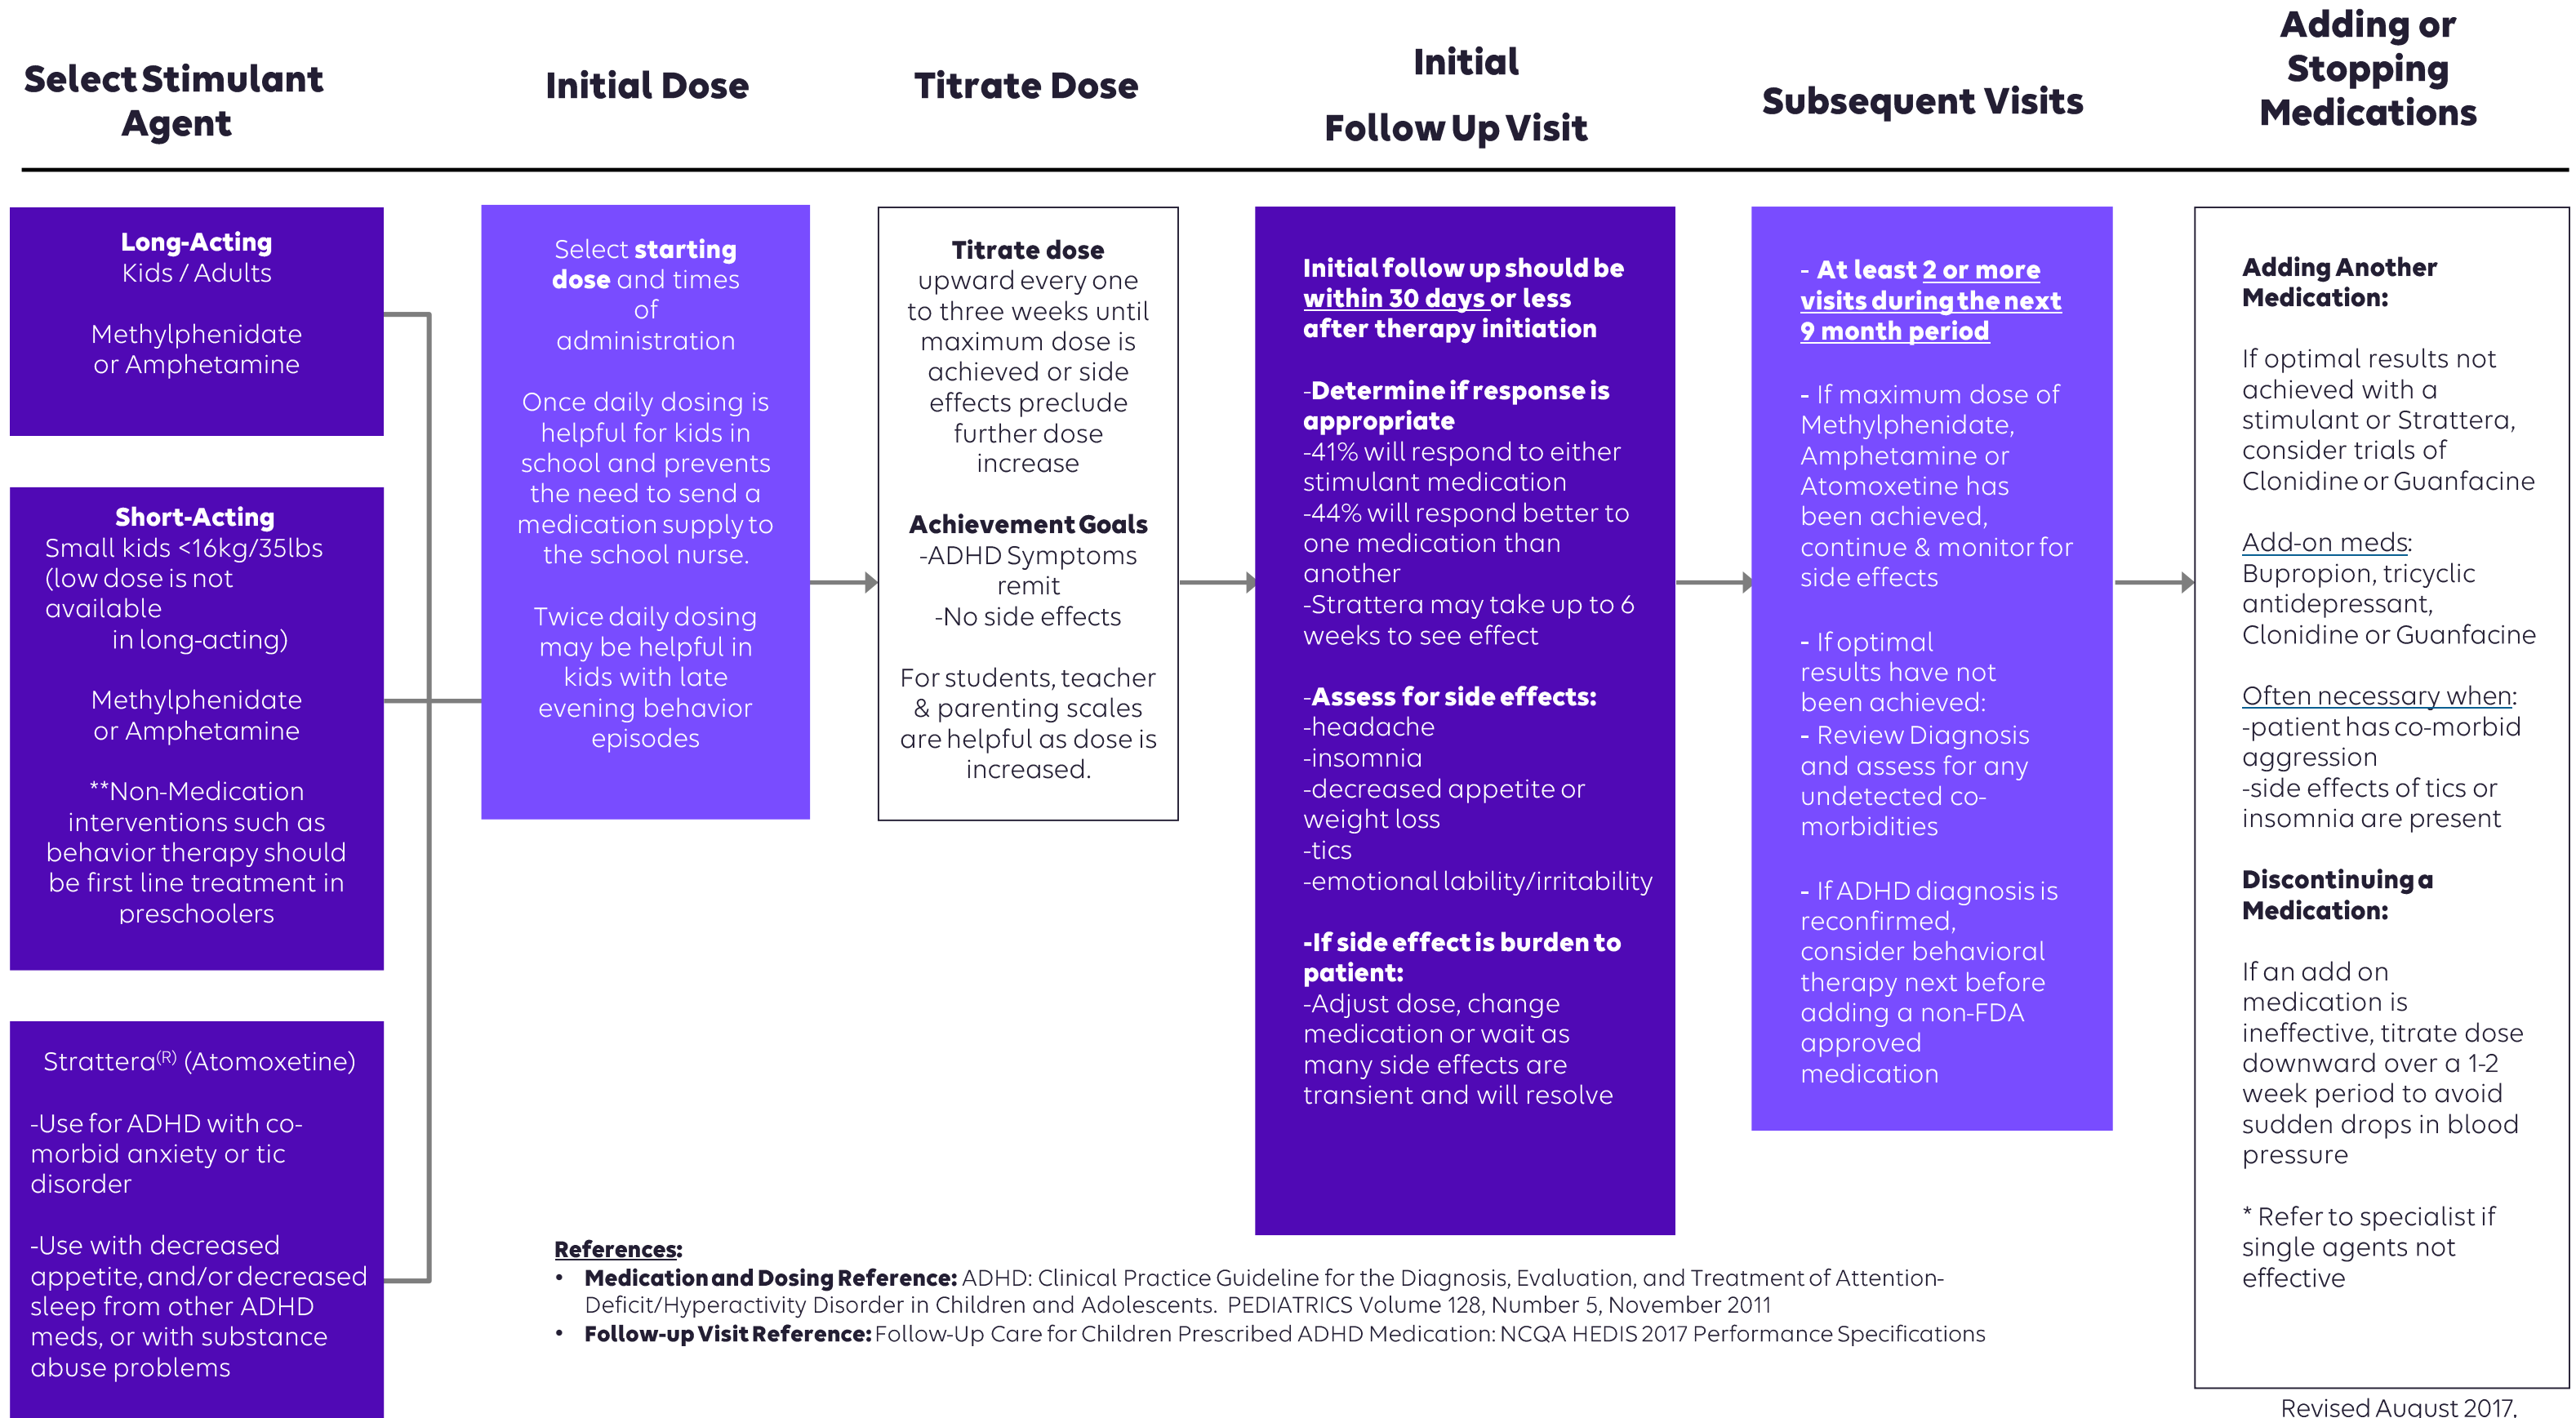 Select Stimulant
Agent
Initial Dose
Titrate Dose
Initial
Follow Up Visit
Subsequent Visits
Adding or
Stopping
Medications
Long-Acting
Kids / Adults
Methylphenidate
or Amphetamine
Short-Acting
Small kids <16kg/35lbs
(low dose is not
available
in long-acting)
Methylphenidate
or Amphetamine
**Non-Medication
interventions such as
behavior therapy should
be first line treatment in
preschoolers
Strattera(R) (Atomoxetine)
-Use for ADHD with co-
morbid anxiety or tic
disorder
-Use with decreased
appetite, and/or decreased
sleep from other ADHD
meds, or with substance
abuse problems
Select starting
dose and times
of
administration
Once daily dosing is
helpful for kids in
school and prevents
the need to send a
medication supply to
the school nurse.
Twice daily dosing
may be helpful in
kids with late
evening behavior
episodes
Titrate dose
upward every one
to three weeks until
maximum dose is
achieved or side
effects preclude
further dose
increase
Achievement Goals
-ADHD Symptoms
remit
-No side effects
For students, teacher
& parenting scales
are helpful as dose is
increased.
Initial follow up should be
within 30 days or less
after therapy initiation
-Determine if response is
appropriate
-41% will respond to either
stimulant medication
-44% will respond better to
one medication than
another
-Strattera may take up to 6
weeks to see effect
-Assess for side effects:
-headache
-insomnia
-decreased appetite or
weight loss
-tics
-emotional lability/irritability
-If side effect is burden to
patient:
-Adjust dose, change
medication or wait as
many side effects are
transient and will resolve
- At least 2 or more
visits during the next
9 month period
- If maximum dose of
Methylphenidate,
Amphetamine or
Atomoxetine has
been achieved,
continue & monitor for
side effects
- If optimal
results have not
been achieved:
- Review Diagnosis
and assess for any
undetected co-
morbidities
- If ADHD diagnosis is
reconfirmed,
consider behavioral
therapy next before
adding a non-FDA
approved
medication
Adding Another
Medication:
If optimal results not
achieved with a
stimulant or Strattera,
consider trials of
Clonidine or Guanfacine
Add-on meds:
Bupropion, tricyclic
antidepressant,
Clonidine or Guanfacine
Often necessary when:
-patient has co-morbid
aggression
-side effects of tics or
insomnia are present
Discontinuing a
Medication:
If an add on
medication is
ineffective, titrate dose
downward over a 1-2
week period to avoid
sudden drops in blood
pressure
* Refer to specialist if
single agents not
effective
References:
• Medication and Dosing Reference: ADHD: Clinical Practice Guideline for the Diagnosis, Evaluation, and Treatment of Attention-
Deficit/Hyperactivity Disorder in Children and Adolescents. PEDIATRICS Volume 128, Number 5, November 2011
• Follow-up Visit Reference: Follow-Up Care for Children Prescribed ADHD Medication: NCQA HEDIS 2017 Performance Specifications
Revised August 2017.